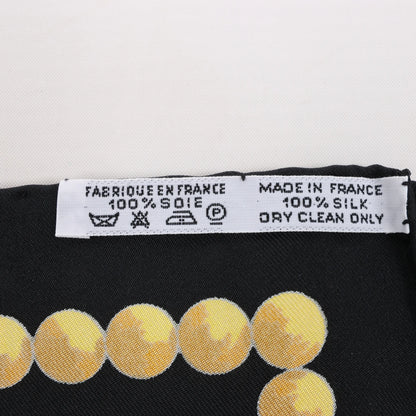 FABRIQUE EN FRANCE
100% SOIE
MADE IN FRANCE
100% SILK
DRY CLEAN ONLY
P